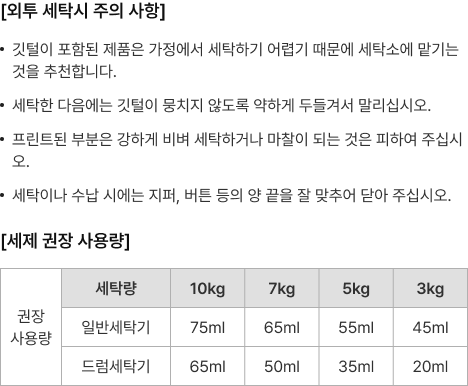 [외투 세탁시 주의 사항]
• 깃털이 포함된 제품은 가정에서 세탁하기 어렵기 때문에 세탁소에 맡기는
것을 추천합니다.
• 세탁한 다음에는 깃털이 뭉치지 않도록 약하게 두들겨서 말리십시오.
• 프린트된 부분은 강하게 비벼 세탁하거나 마찰이 되는 것은 피하여 주십시
오.
• 세탁이나 수납 시에는 지퍼, 버튼 등의 양 끝을 잘 맞추어 닫아 주십시오.
[세제 권장 사용량]
권장
사용량
세탁량 10kg 7kg 5kg 3kg
일반세탁기 75ml 65ml 55ml 45ml
드럼세탁기 65ml 50ml 35ml 20ml